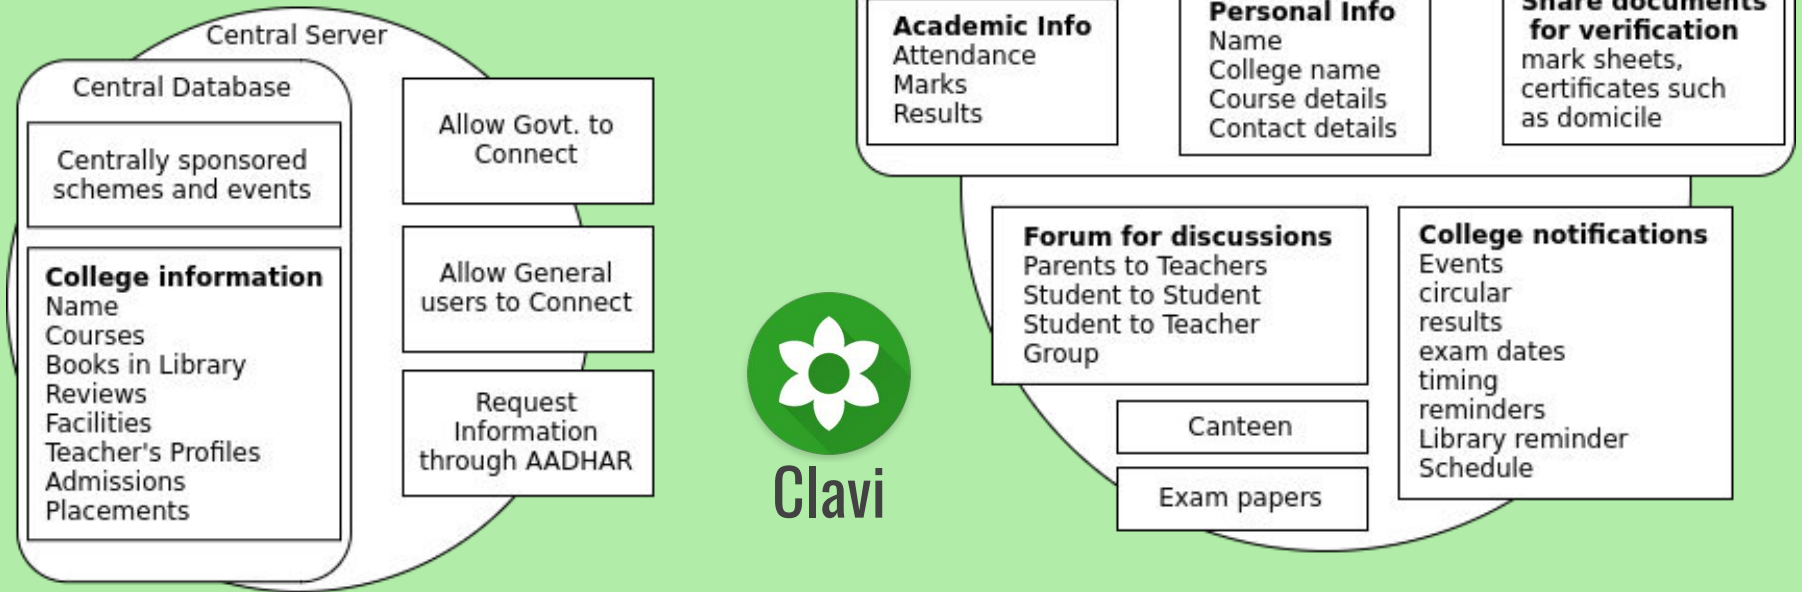 Central Server
Central Database
Centrally sponsored
schemes and events
College information
Name
Courses
Books in Library
Reviews
Facilities
Teacher's Profiles
Admissions
Placements
Allow Govt. to
Connect
Allow General
users to Connect
Request
Information
through AADHAR
Clavi
Academic Info
Attendance
Marks
Results
Personal Info
Name
College name
Course details
Contact details
Share documents
for verification
mark sheets,
certificates such
as domicile
Forum for discussions
Parents to Teachers
Student to Student
Student to Teacher
Group
Canteen
Exam papers
College notifications
Events
circular
results
exam dates
timing
reminders
Library reminder
Schedule